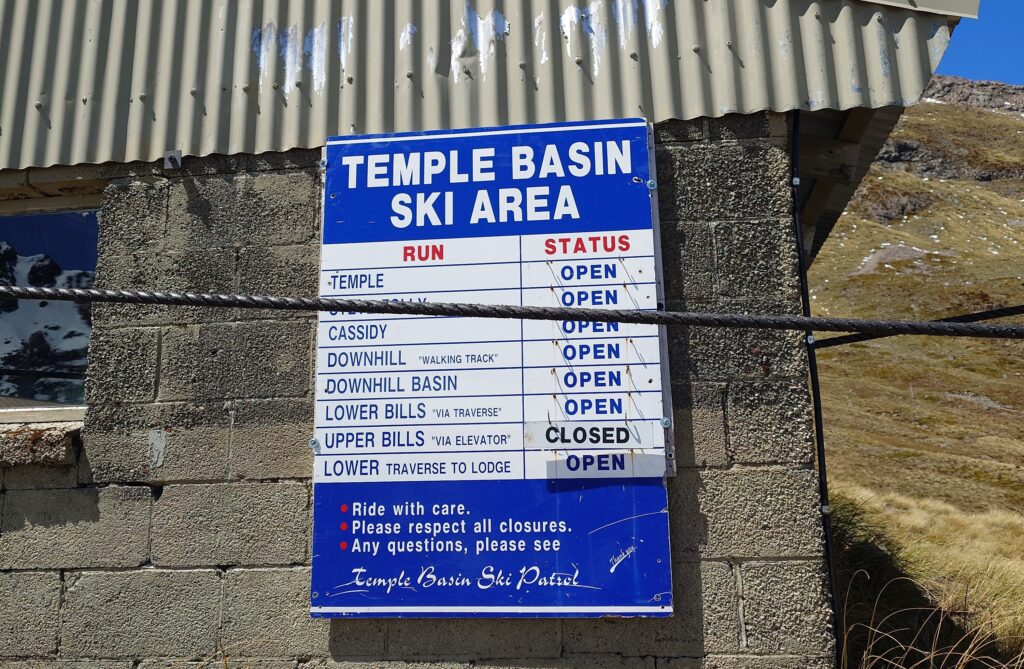 TEMPLE BASIN
SKI AREA
RUN STATUS
TEMPLE OPEN
OPEN
CASSIDY OPEN
DOWNHILL "WALKING TRACK" OPEN
DOWNHILL BASIN OPEN
LOWER BILLS "VIA TRAVERSE" OPEN
UPPER BILLS "VIA ELEVATOR" CLOSED
LOWER TRAVERSE TO LODGE OPEN
Ride with care.
Please respect all closures.
Any questions, please see
Thank you
Temple Basin Ski Patrol